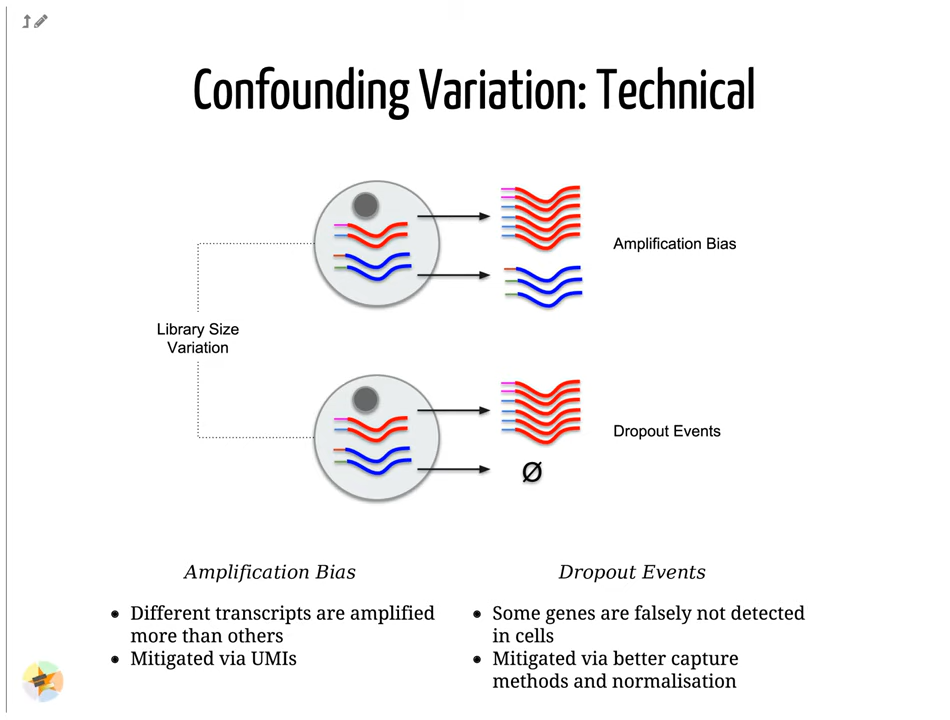 Confounding Variation: Technical
Amplification Bias
Library Size
Variation
Dropout Events
Ø
Amplification Bias
Different transcripts are amplified
more than others
Mitigated via UMIs
Dropout Events
Some genes are falsely not detected
in cells
Mitigated via better capture
methods and normalisation